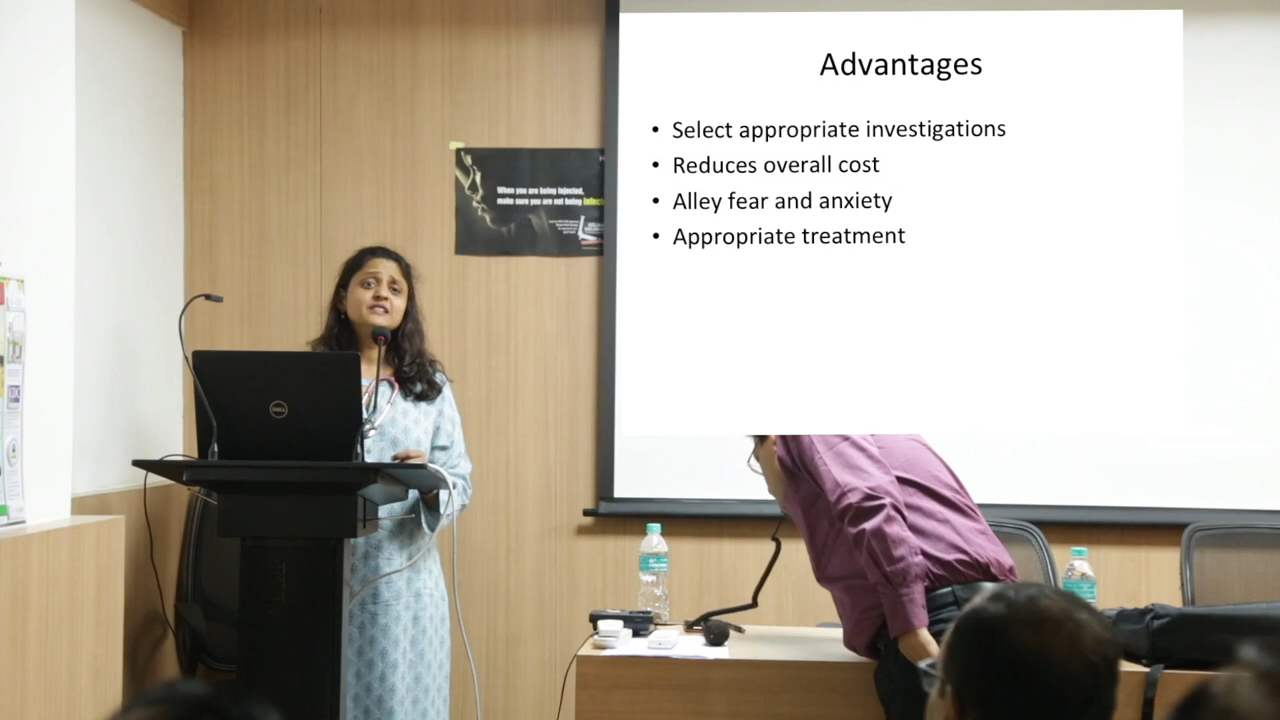 Advantages
• Select appropriate investigations
• Reduces overall cost
• Alley fear and anxiety
• Appropriate treatment
When you are being injected,
make sure you are not being
DELL